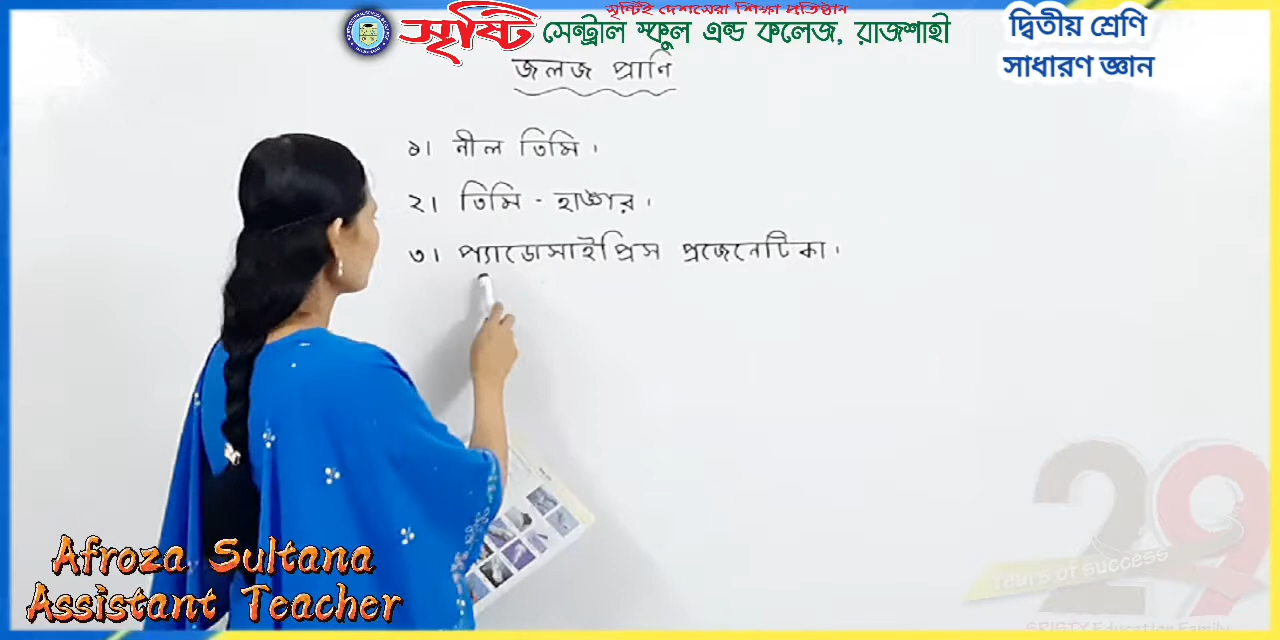 সৃষ্টিই দেশসেরা শিক্ষা প্রতিষ্ঠান
সৃষ্টি সেন্ট্রাল স্কুল এন্ড কলেজ, রাজশাহী
দ্বিতীয় শ্রেণি
সাধারণ জ্ঞান
জলজ প্রাণি
১। নীল তিমি।
২। তিমি - হাঙ্গর।
৩। প্যাডোসাইপ্রিস প্রজেনেটিকা।
29
Years of success
SRISTY Education Family
Afroza Sultana
Assistant Teacher